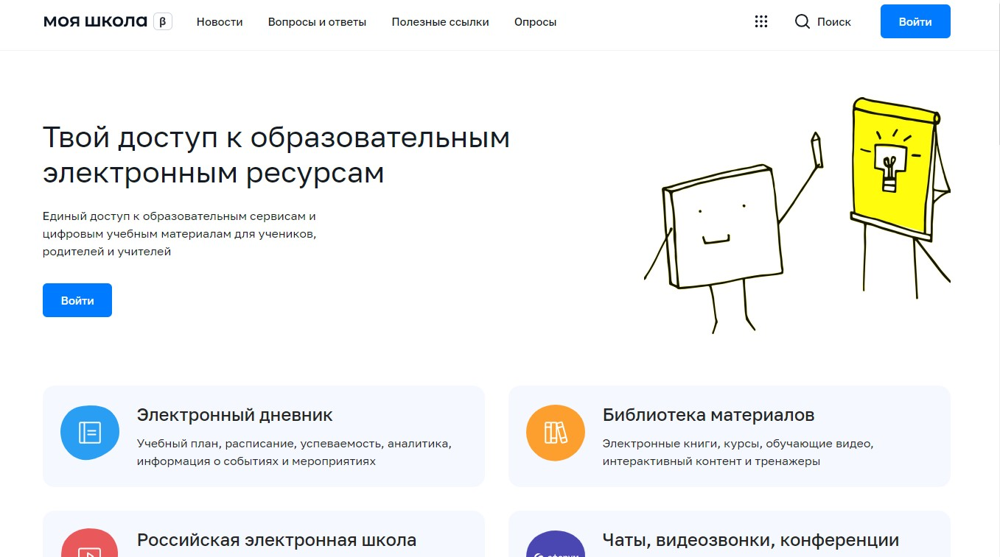 моя школа β
Новости
Вопросы и ответы
Полезные ссылки
Опросы
Поиск
Войти
Твой доступ к образовательным
электронным ресурсам
Единый доступ к образовательным сервисам и
цифровым учебным материалам для учеников,
родителей и учителей
Войти
Электронный дневник
Учебный план, расписание, успеваемость, аналитика,
информация о событиях и мероприятиях
Библиотека материалов
Электронные книги, курсы, обучающие видео,
интерактивный контент и тренажеры
Российская электронная школа
Чаты, видеозвонки, конференции